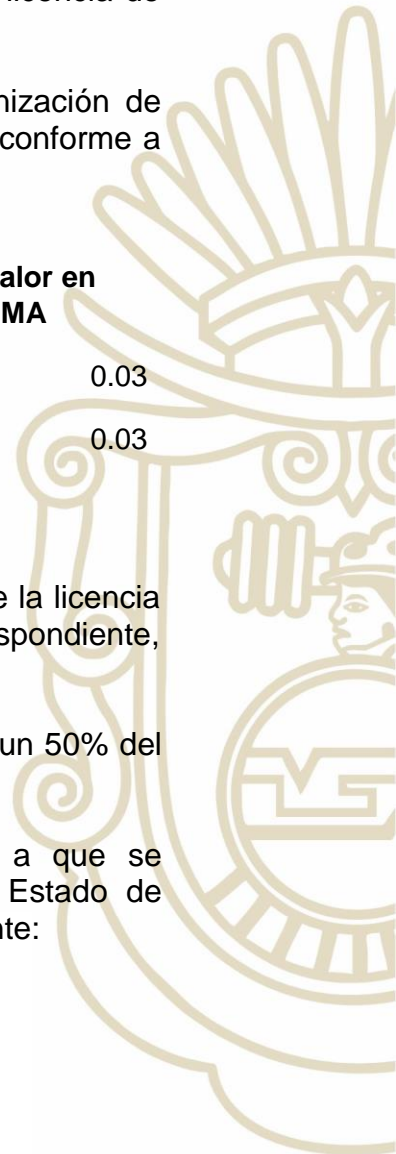 licencia de
nización de
conforme a
alor en
MA
0.03
0.03
e la licencia
spondiente,
un 50% del
a que se
Estado de
nte: